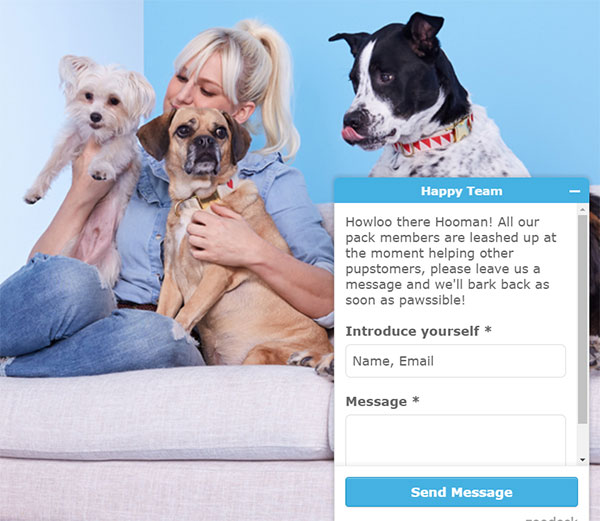 Happy Team
Howloo there Hooman! All our
pack members are leashed up at
the moment helping other
pupstomers, please leave us a
message and we'll bark back as
soon as pawssible!
Introduce yourself *
Name, Email
Message *
Send Message
zendesk